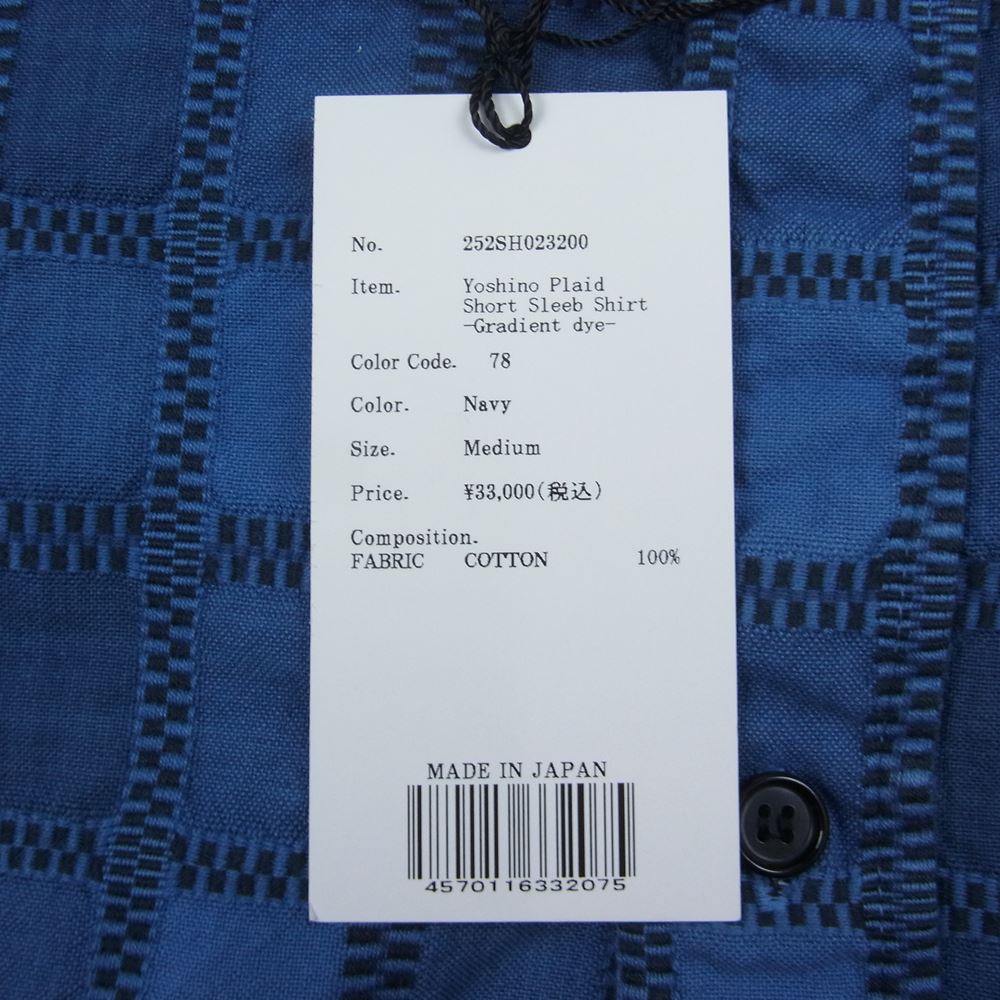 No. 252SH023200
Item. Yoshino Plaid
Short Sleeb Shirt
-Gradient dye-
Color Code. 78
Color. Navy
Size. Medium
Price. ¥33,000(税込)
Composition.
FABRIC COTTON 100%
MADE IN JAPAN
4570116332075